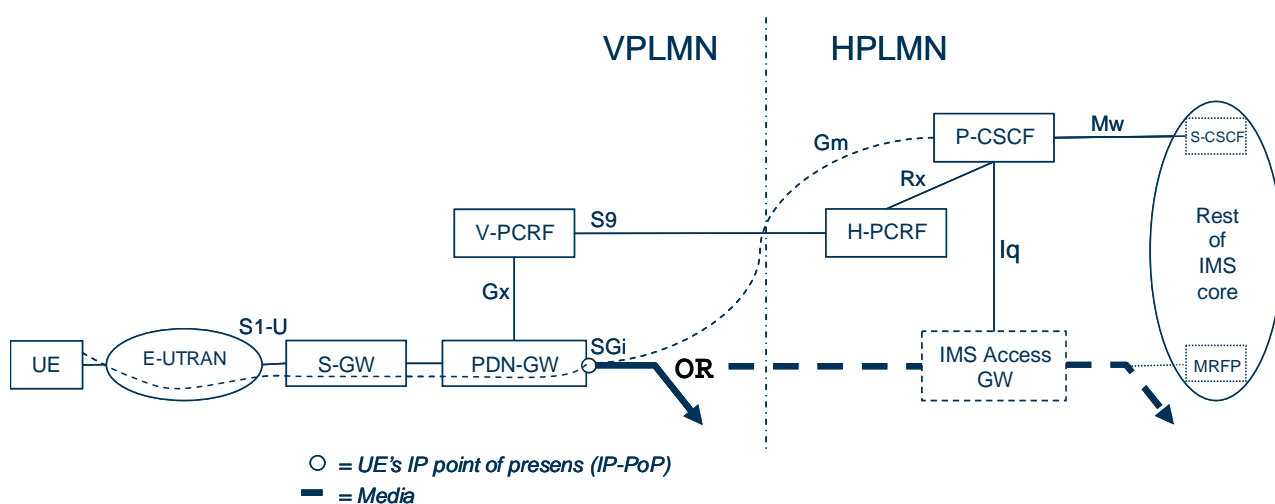 VPLMN
HPLMN
P-CSCF
Mw
S-CSCF
Gm
Rx
V-PCRF
S9
H-PCRF
Iq
Rest
of
IMS
core
Gx
S1-U
SGi
UE
E-UTRAN
S-GW
PDN-GW
OR
IMS Access
GW
MRFP
= UE's IP point of presens (IP-PoP)
= Media